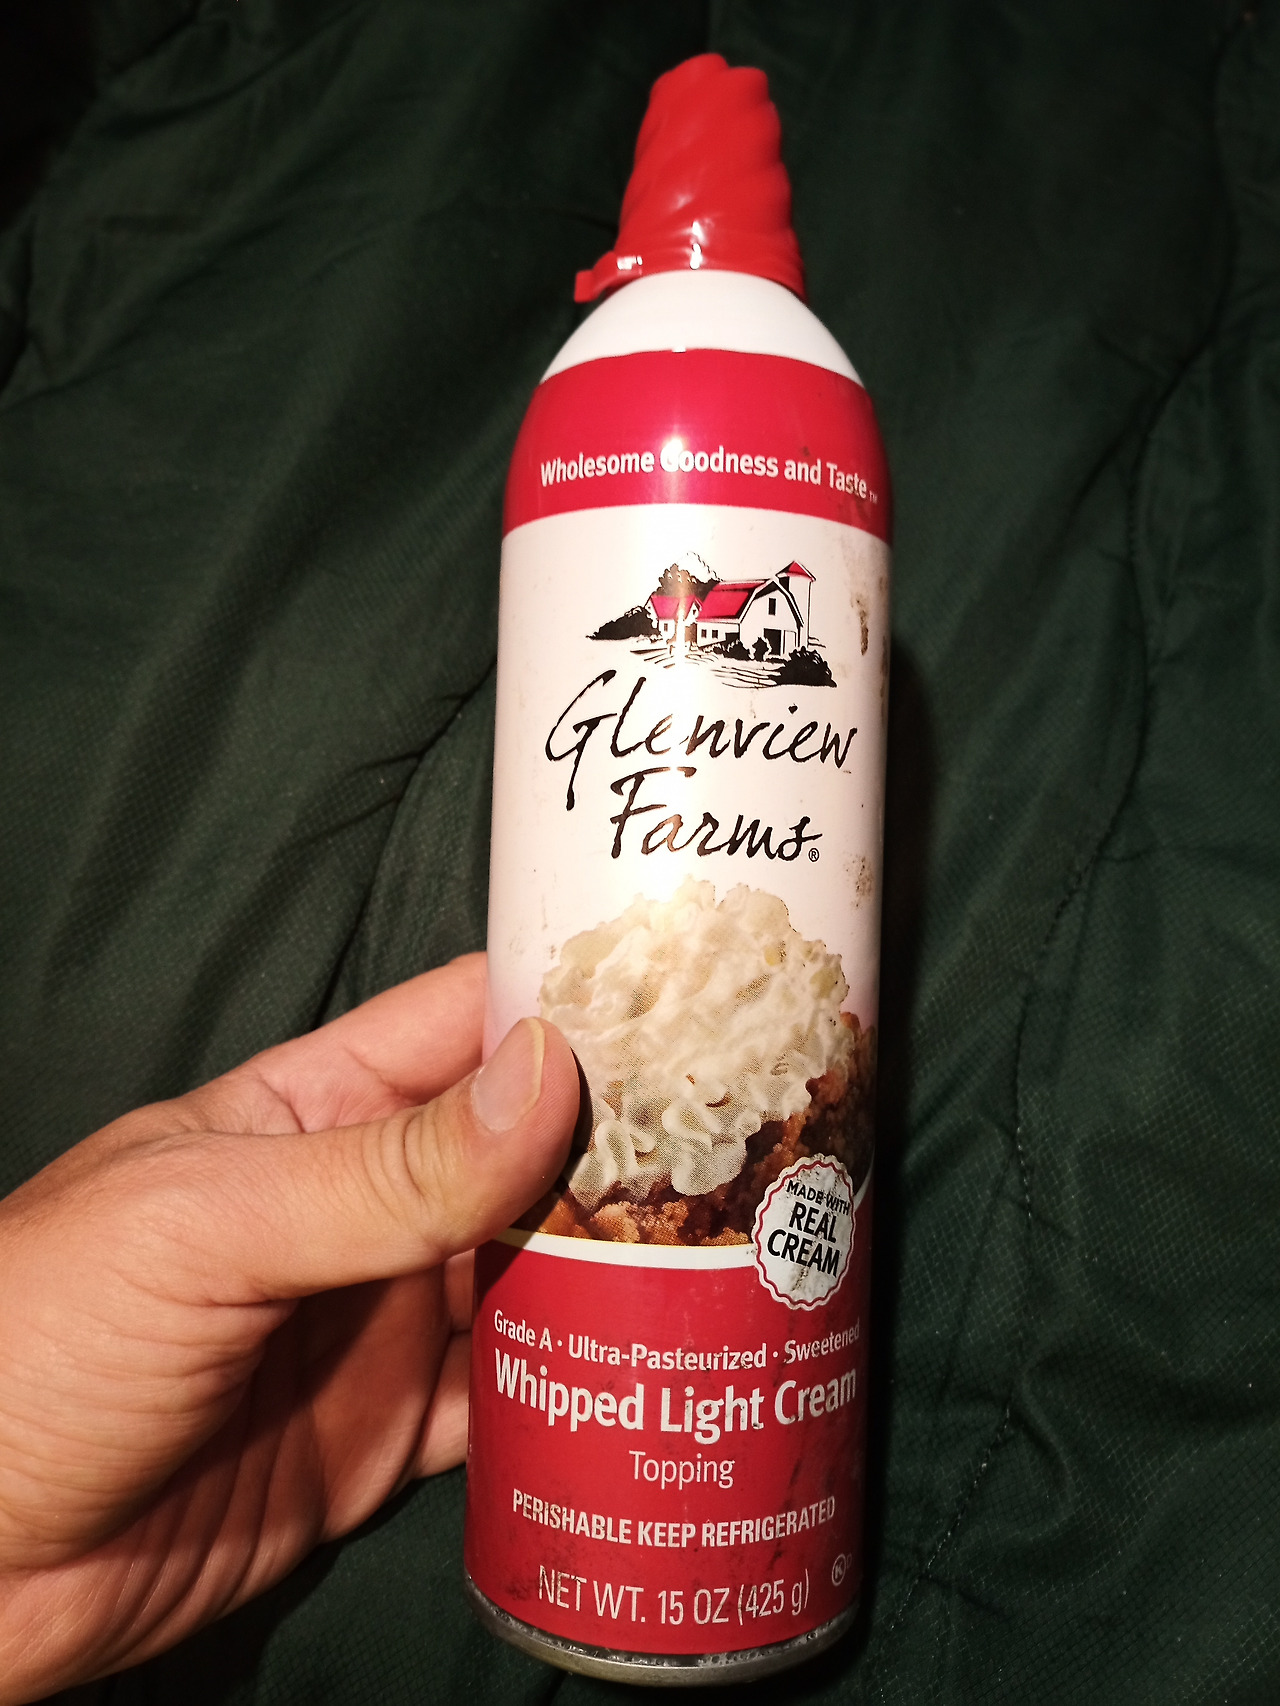 Wholesome Goodness and Taste™
Glenview
Farms®
MADE WITH
REAL
CREAM
Grade A • Ultra-Pasteurized • Sweetened
Whipped Light Cream
Topping
PERISHABLE KEEP REFRIGERATED
NET WT. 15 OZ (425 g)
K D